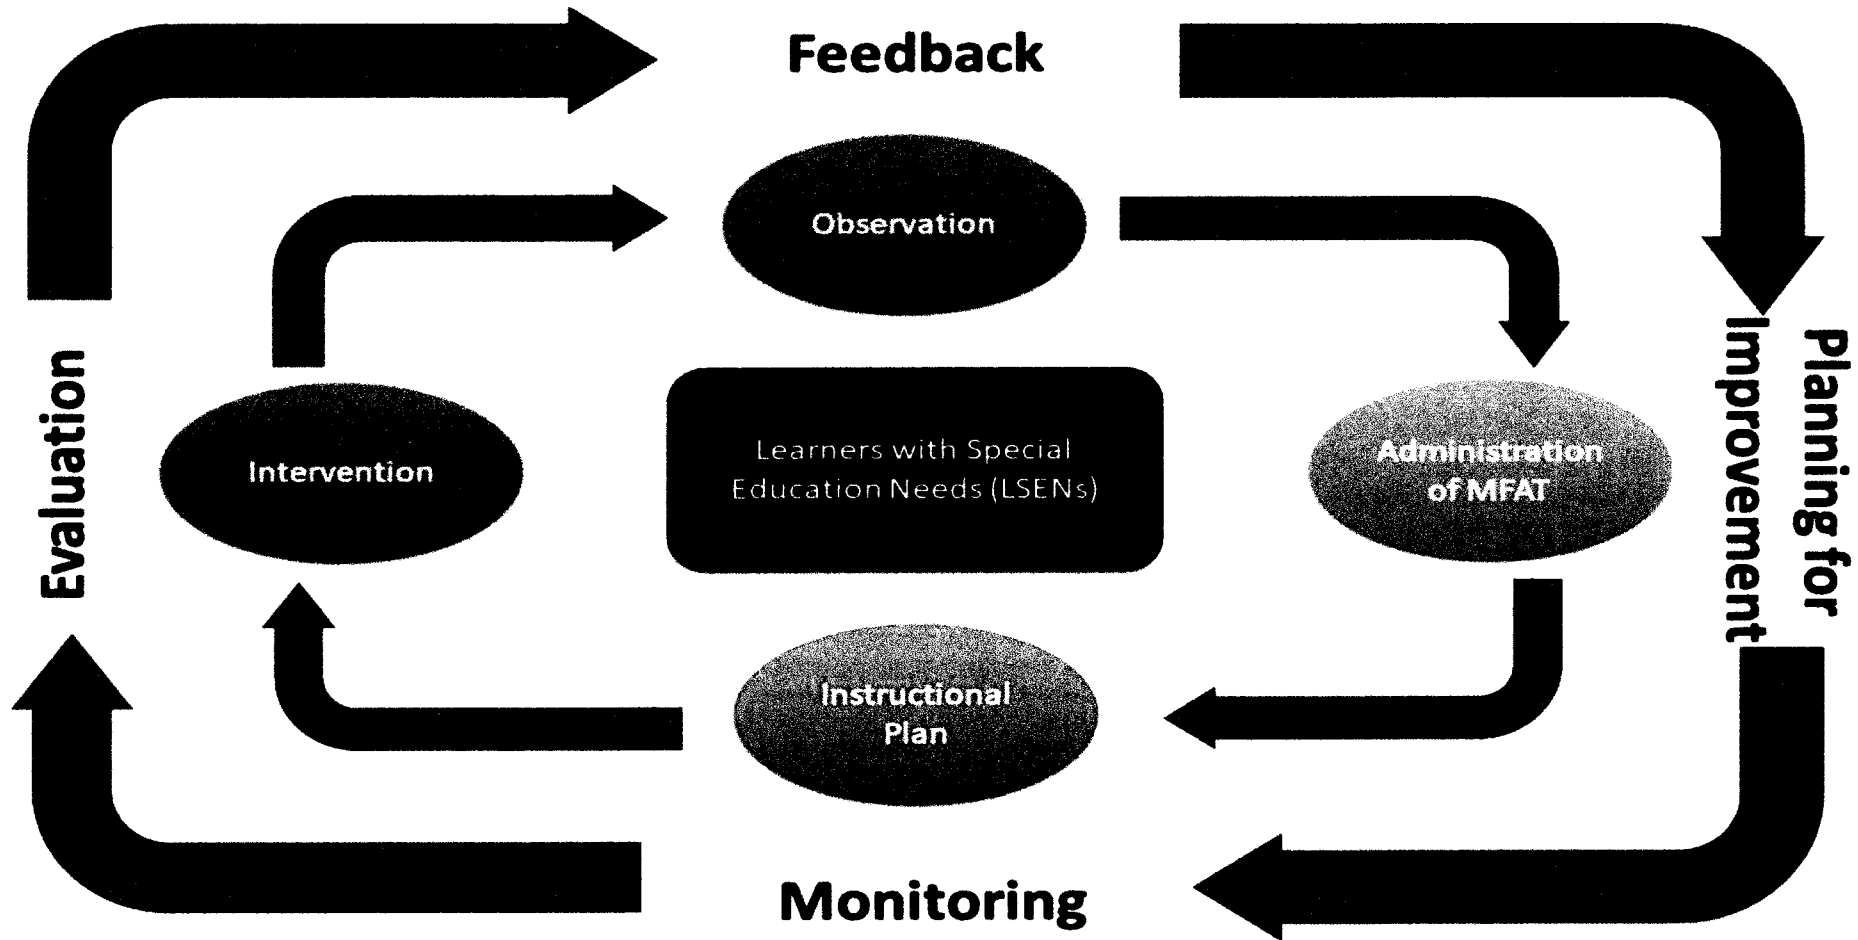 Feedback
Observation
Evaluation
Intervention
Learners with Special
Education Needs (LSENs)
Administration
of MFAT
Planning for
Improvement
Instructional
Plan
Monitoring